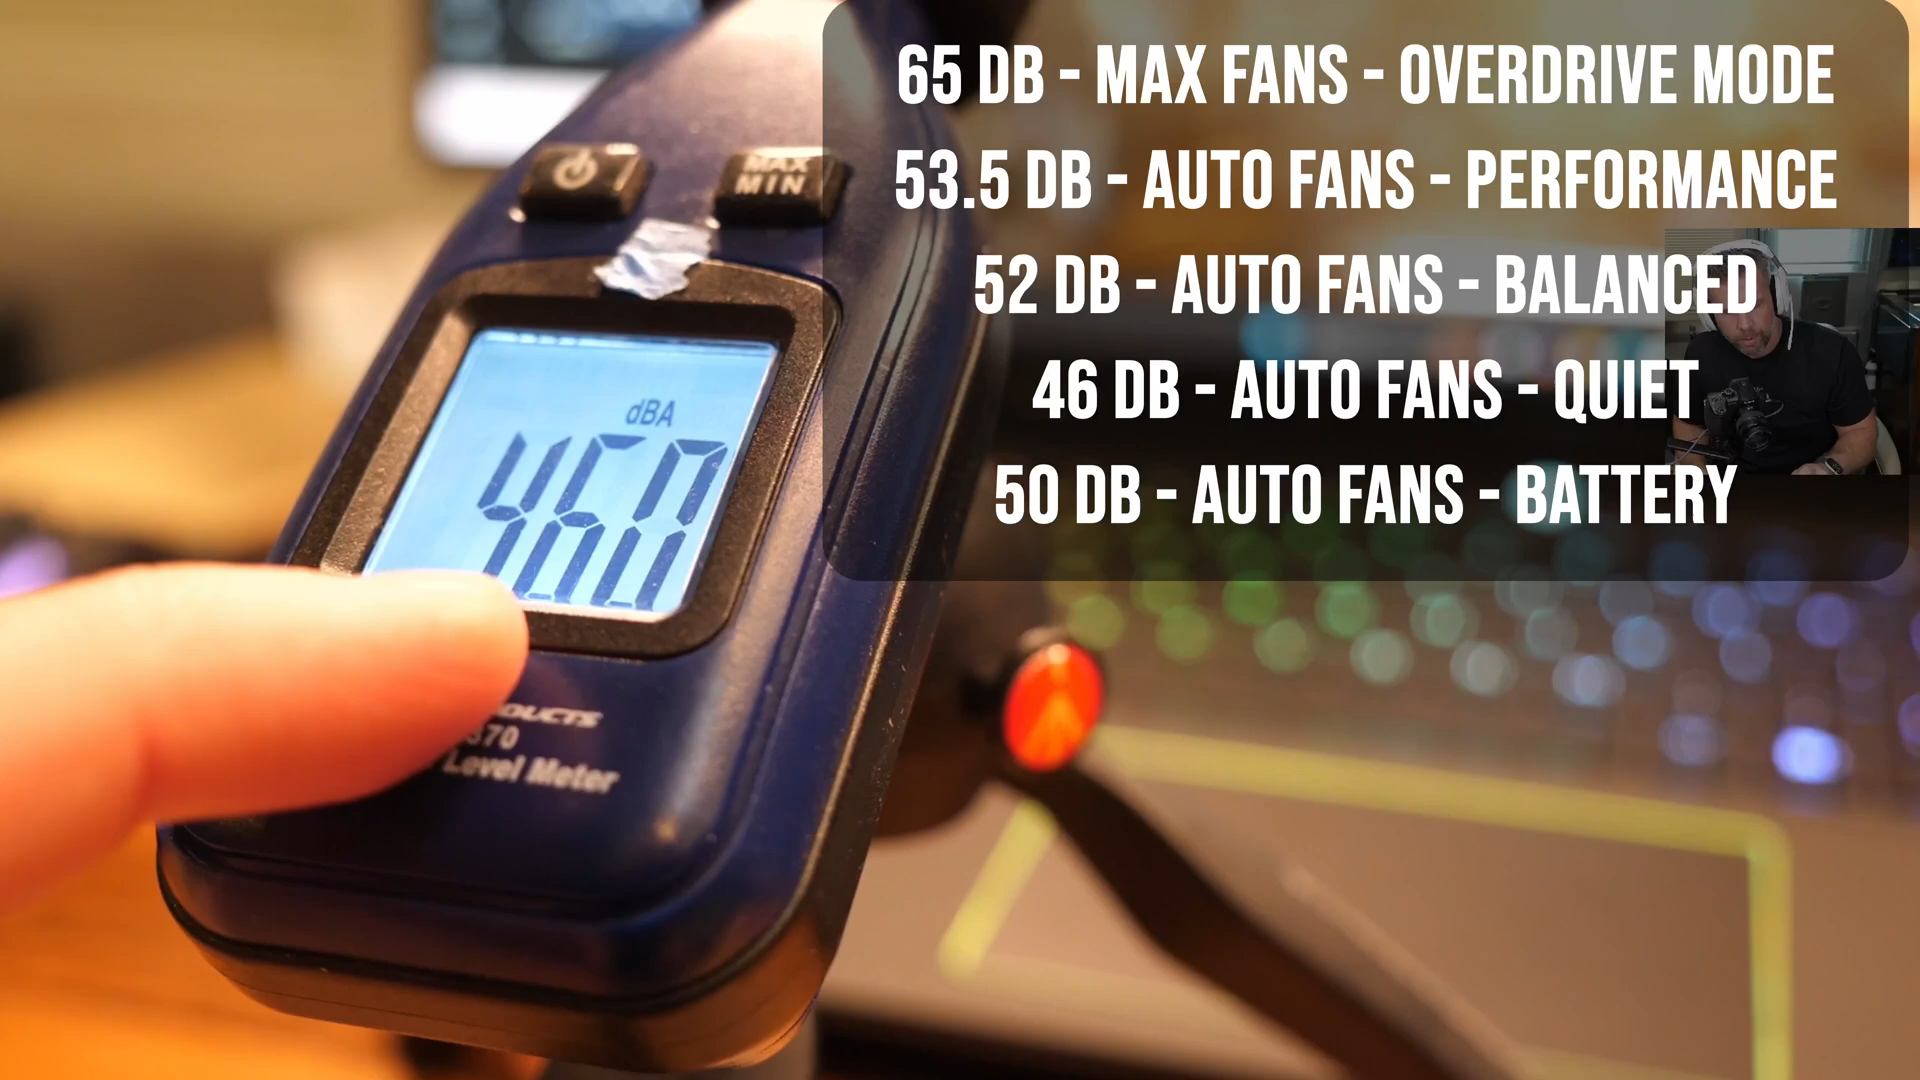 65 DB - MAX FANS - OVERDRIVE MODE
53.5 DB - AUTO FANS - PERFORMANCE
52 DB - AUTO FANS - BALANCED
46 DB - AUTO FANS - QUIET
50 DB - AUTO FANS - BATTERY
MAX
MIN
dBA
46.0
Level Meter